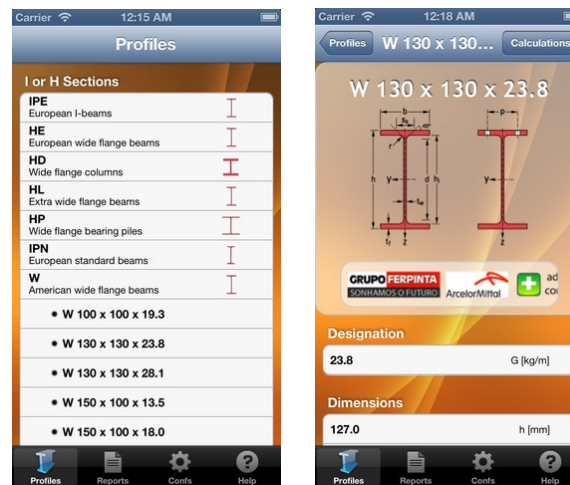 Carrier 12:15 AM
Profiles
I or H Sections
IPE
European I-beams
HE
European wide flange beams
HD
Wide flange columns
HL
Extra wide flange beams
HP
Wide flange bearing piles
IPN
European standard beams
W
American wide flange beams
• W 100 x 100 x 19.3
• W 130 x 130 x 23.8
• W 130 x 130 x 28.1
• W 150 x 100 x 13.5
• W 150 x 100 x 18.0
Profiles Reports Confs Help
Carrier 12:18 AM
Profiles W 130 x 130... Calculations
W 130 x 130 x 23.8
b
45°
p
r
h
y
d
h
y
z
z
GRUPO FERPINTA
SONHAMOS O FUTURO
ArcelorMittal
ad
Designation
23.8 G [kg/m]
Dimensions
127.0 h [mm]
Profiles Reports Confs Help